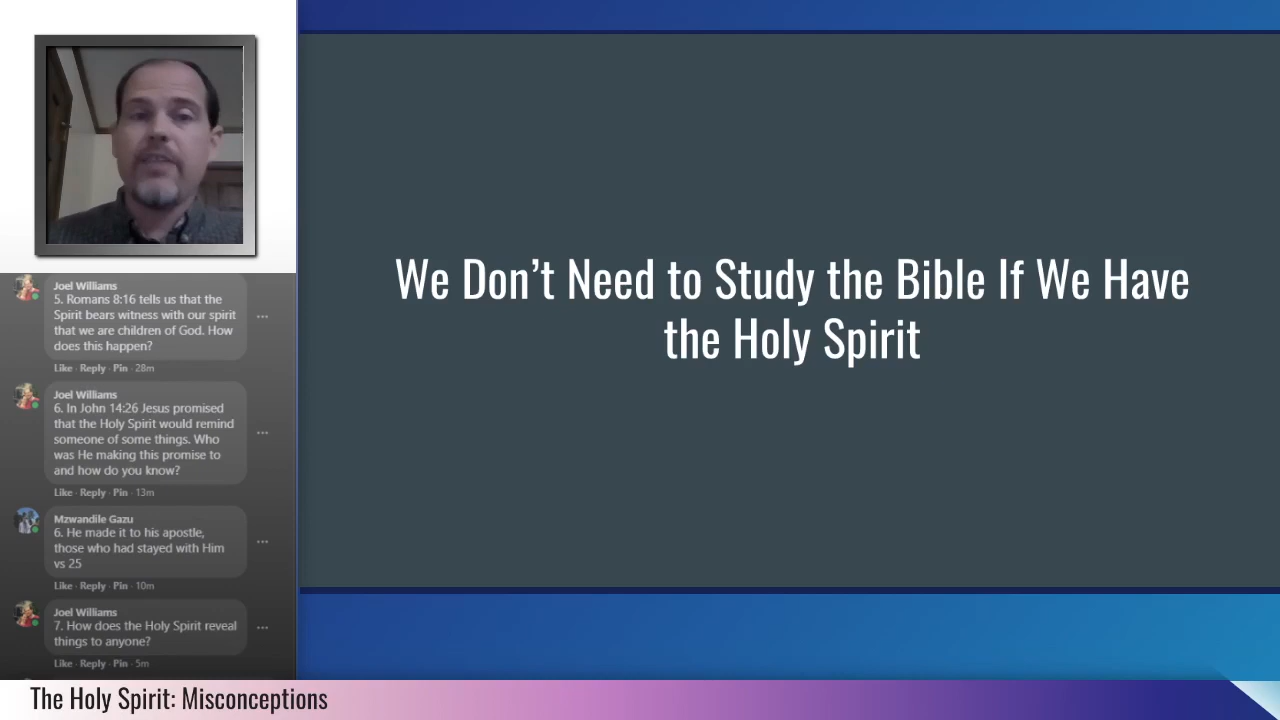 We Don't Need to Study the Bible If We Have
the Holy Spirit
Joel Williams
5. Romans 8:16 tells us that the
Spirit bears witness with our spirit
that we are children of God. How
does this happen?
Like · Reply · Pin · 28m
Joel Williams
6. In John 14:26 Jesus promised
that the Holy Spirit would remind
someone of some things. Who
was He making this promise to
and how do you know?
Like · Reply · Pin · 13m
Mzwandile Gazu
6. He made it to his apostle,
those who had stayed with Him
vs 25
Like · Reply · Pin · 10m
Joel Williams
7. How does the Holy Spirit reveal
things to anyone?
Like · Reply · Pin · 5m
The Holy Spirit: Misconceptions